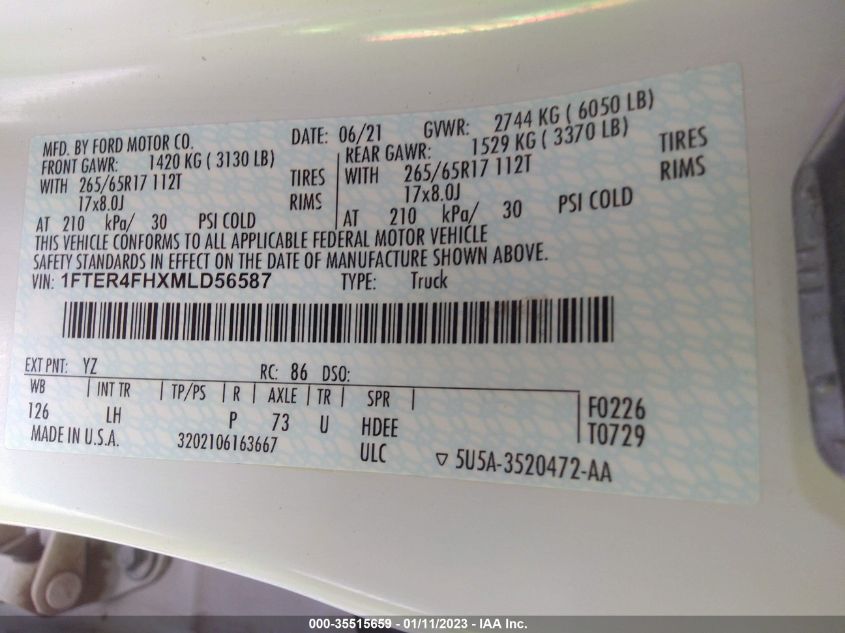 MFD. BY FORD MOTOR CO. DATE: 06/21 GVWR: 2744 KG ( 6050 LB)
FRONT GAWR: 1420 KG ( 3130 LB) REAR GAWR: 1529 KG ( 3370 LB)
WITH 265/65R17 112T TIRES WITH 265/65R17 112T TIRES
17x8.0J RIMS 17x8.0J RIMS
AT 210 kPa/ 30 PSI COLD AT 210 kPa/ 30 PSI COLD
THIS VEHICLE CONFORMS TO ALL APPLICABLE FEDERAL MOTOR VEHICLE
SAFETY STANDARDS IN EFFECT ON THE DATE OF MANUFACTURE SHOWN ABOVE.
VIN: 1FTER4FHXMLD56587 TYPE: Truck
EXT PNT: YZ RC: 86 DSO:
WB INT TR TP/PS R AXLE TR SPR
126 LH P 73 U HDEE F0226
MADE IN U.S.A. 3202106163667 ULC T0729
▽ 5U5A-3520472-AA
000-35515659 - 01/11/2023 - IAA Inc.